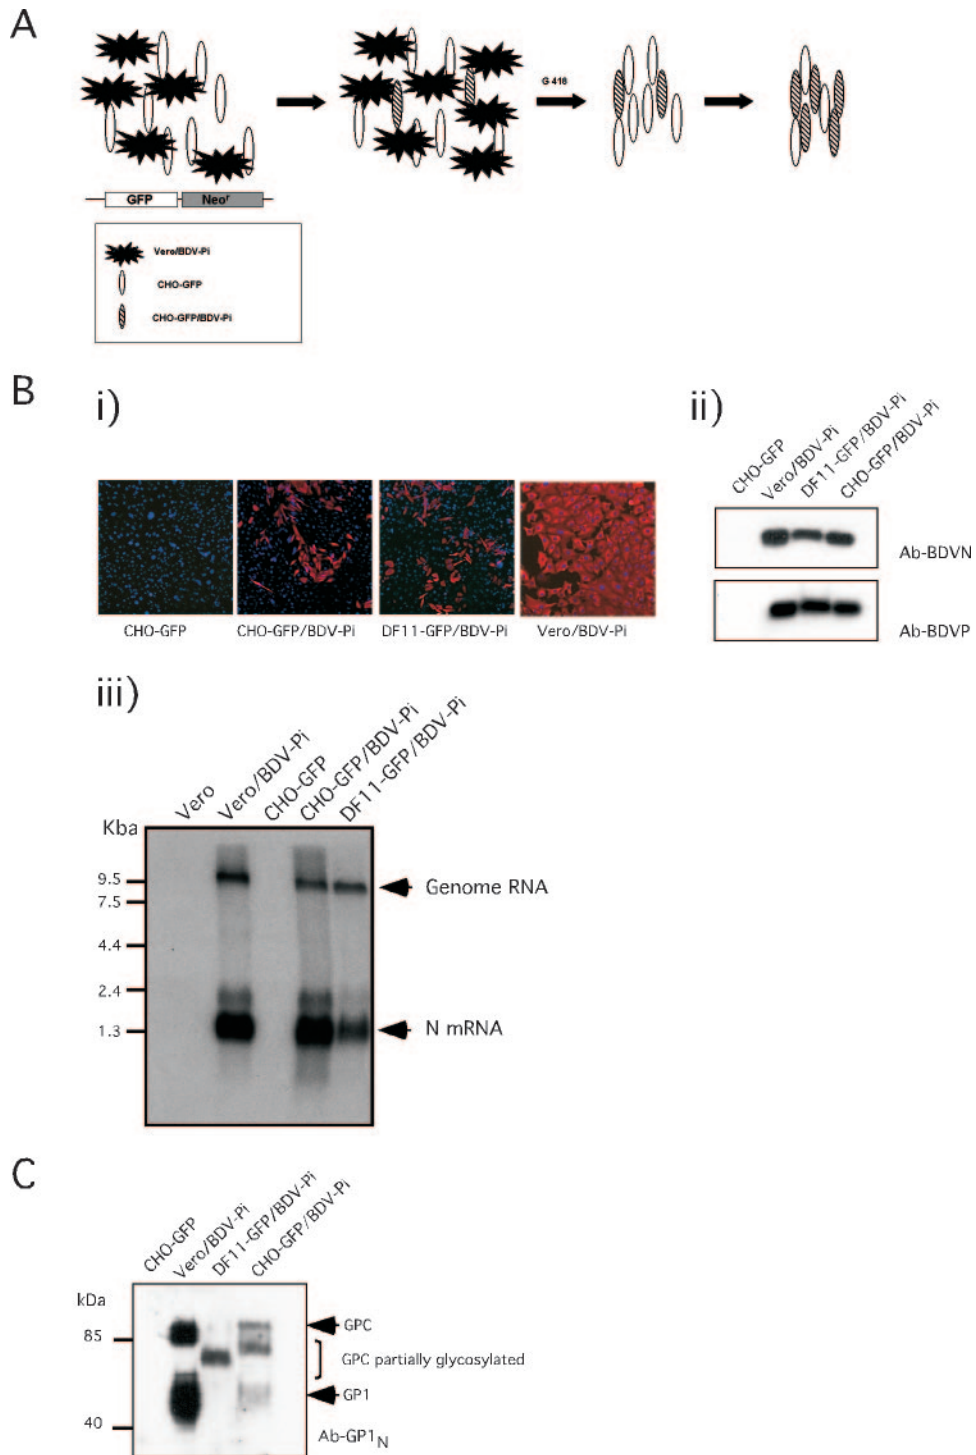 A
G 418
GFP Neoʳ
Vero/BDV-Pi
CHO-GFP
CHO-GFP/BDV-Pi
B
i)
CHO-GFP CHO-GFP/BDV-Pi DF11-GFP/BDV-Pi Vero/BDV-Pi
ii)
CHO-GFP
Vero/BDV-Pi
DF11-GFP/BDV-Pi
CHO-GFP/BDV-Pi
Ab-BDVN
Ab-BDVP
iii)
Vero
Vero/BDV-Pi
CHO-GFP
CHO-GFP/BDV-Pi
DF11-GFP/BDV-Pi
Kba
9.5
7.5
4.4
2.4
1.3
Genome RNA
N mRNA
C
CHO-GFP
Vero/BDV-Pi
DF11-GFP/BDV-Pi
CHO-GFP/BDV-Pi
kDa
85
40
GPC
GPC partially glycosylated
GP1
Ab-GP1N